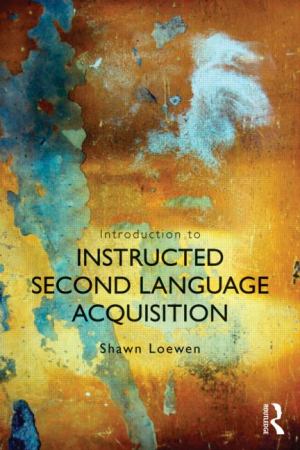 Introduction to
INSTRUCTED
SECOND LANGUAGE
ACQUISITION
Shawn Loewen
ROUTLEDGE